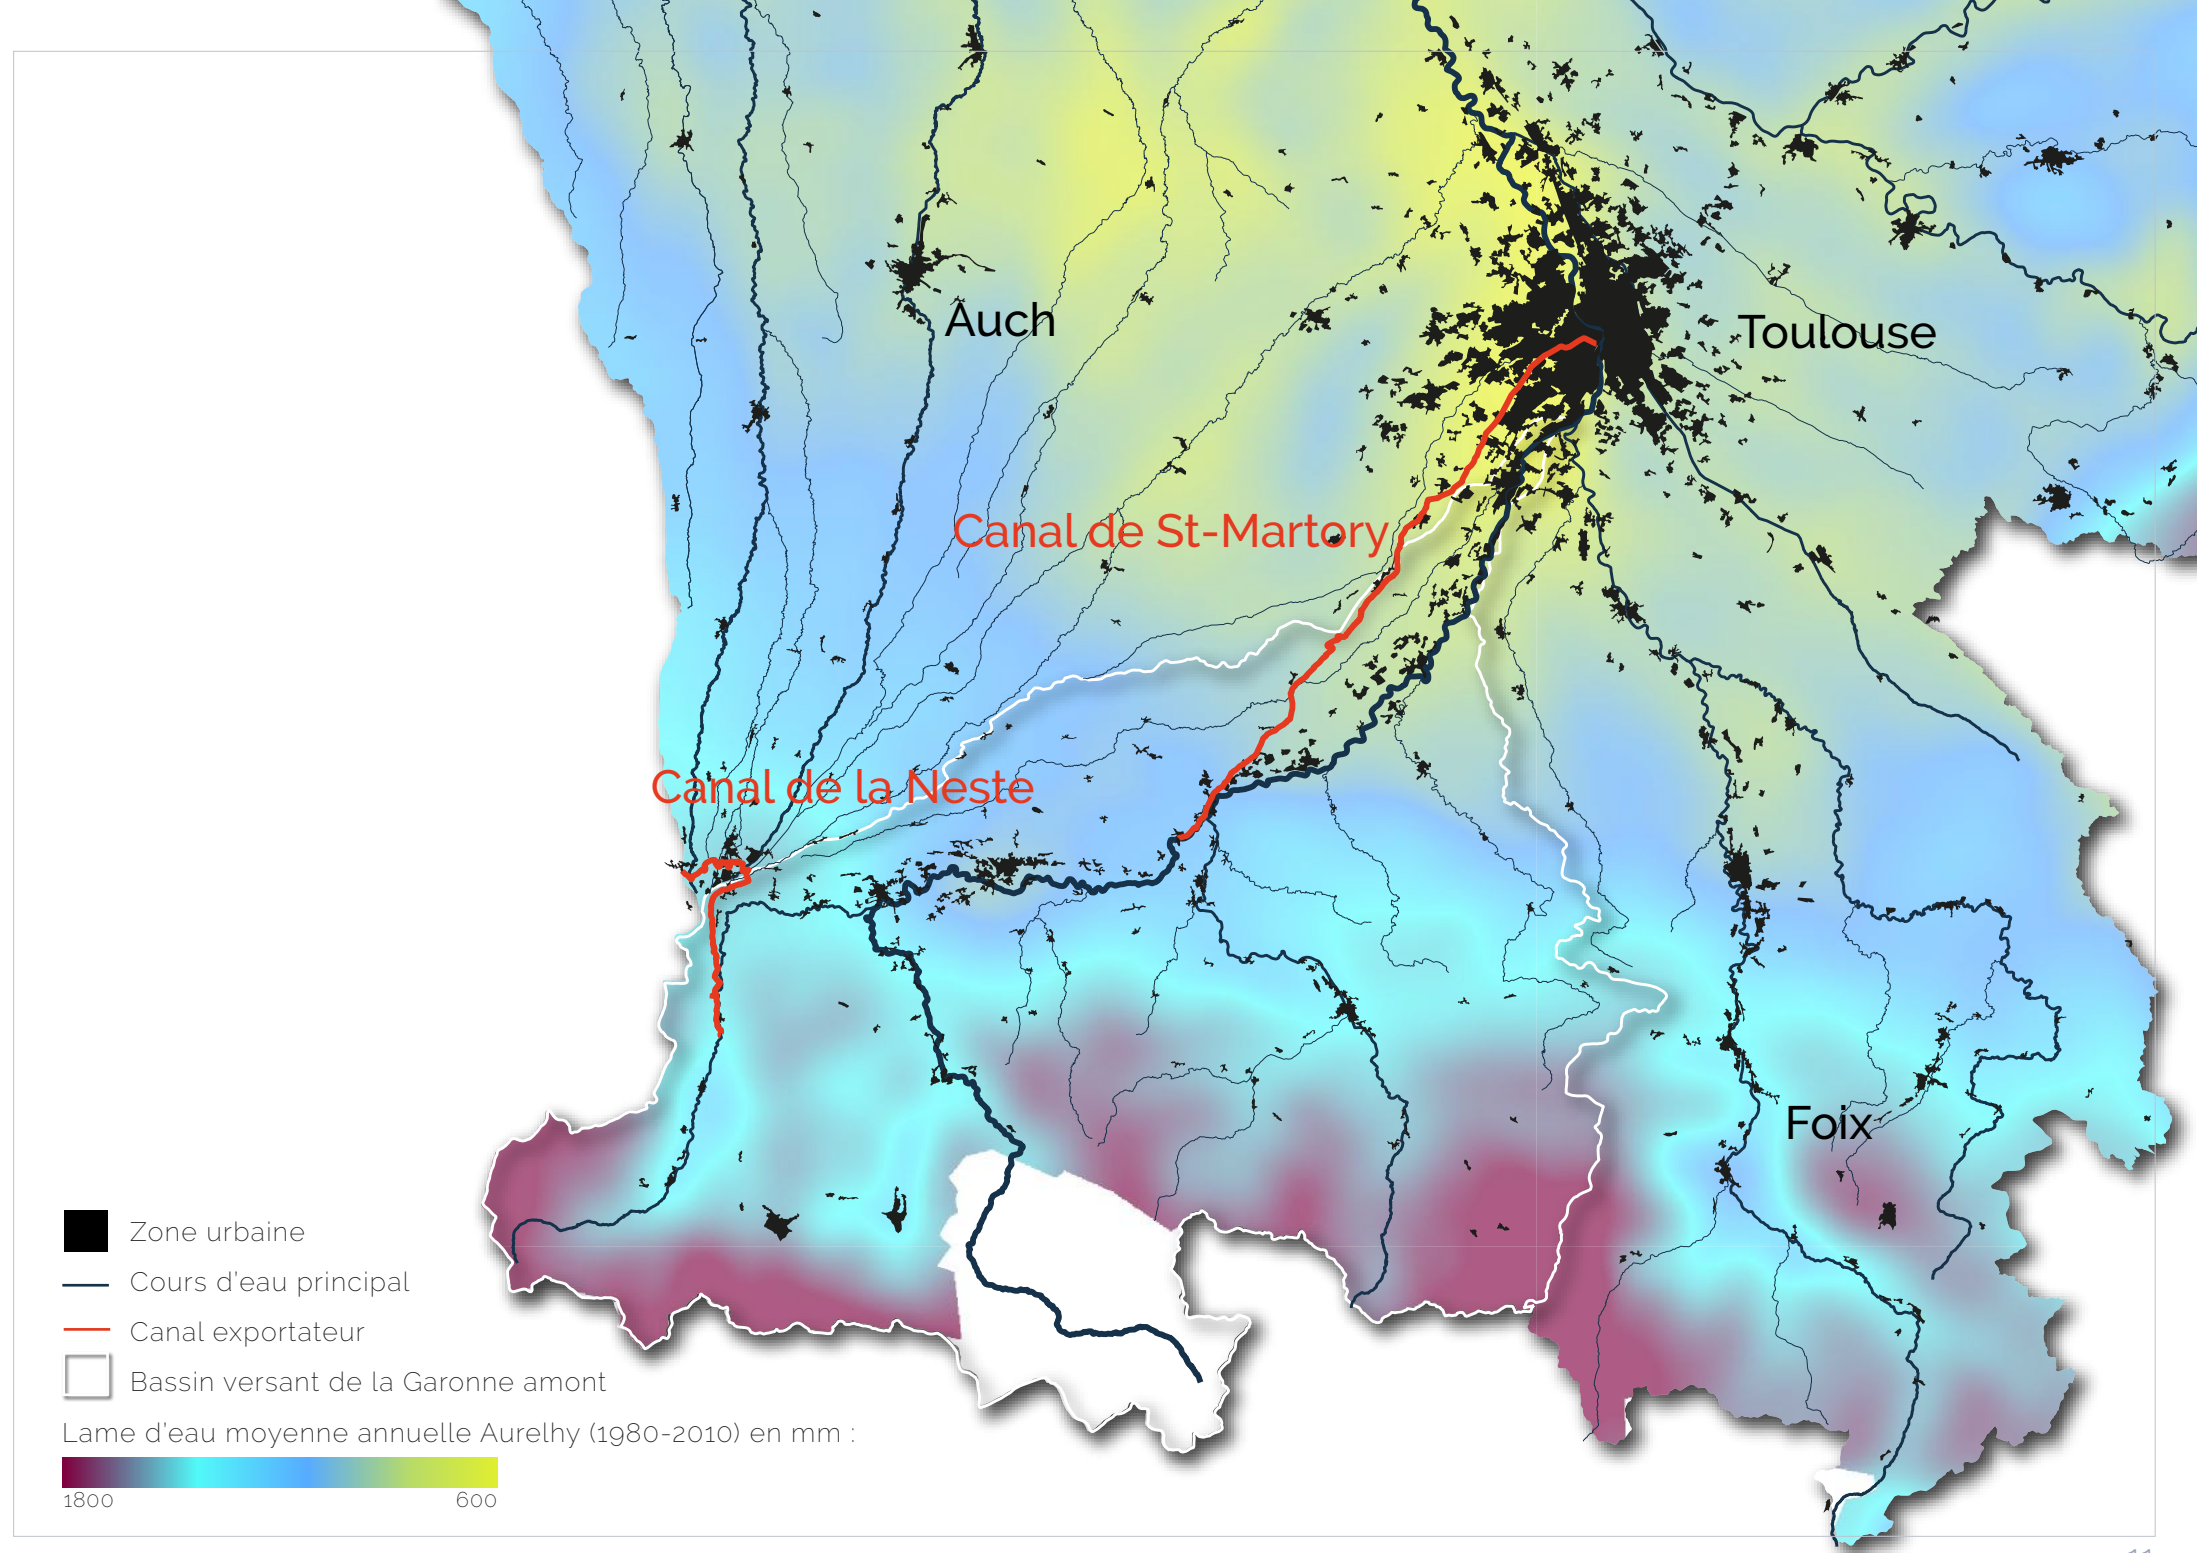 Auch
Toulouse
Canal de St-Martory
Canal de la Neste
Foix
Zone urbaine
Cours d'eau principal
Canal exportateur
Bassin versant de la Garonne amont
Lame d'eau moyenne annuelle Aurelhy (1980-2010) en mm :
1800 600